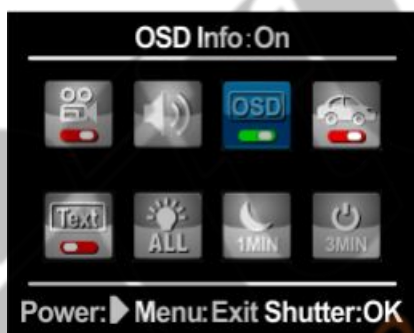 OSD Info:On
OSD
Text ALL 1MIN 3MIN
Power: Menu:Exit Shutter:OK